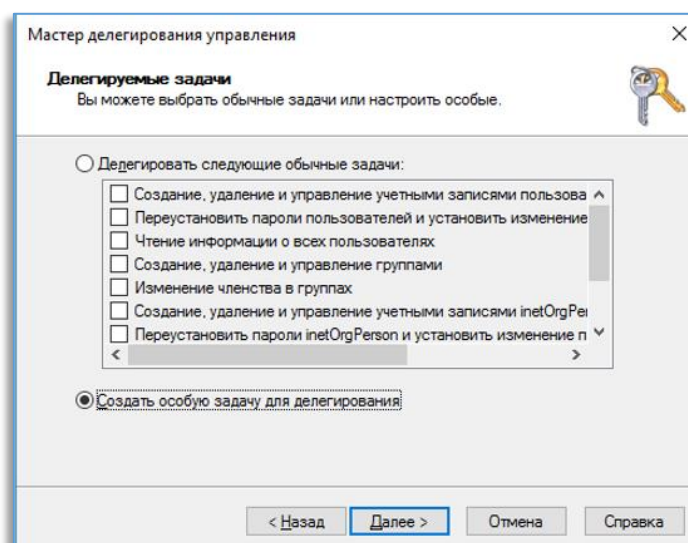 Мастер делегирования управления
Делегируемые задачи
Вы можете выбрать обычные задачи или настроить особые.
Делегировать следующие обычные задачи:
Создание, удаление и управление учетными записями пользова
Переустановить пароли пользователей и установить изменение
Чтение информации о всех пользователях
Создание, удаление и управление группами
Изменение членства в группах
Создание, удаление и управление учетными записями inetOrgPer
Переустановить пароли inetOrgPerson и установить изменение п
Создать особую задачу для делегирования
< Назад Далее > Отмена Справка